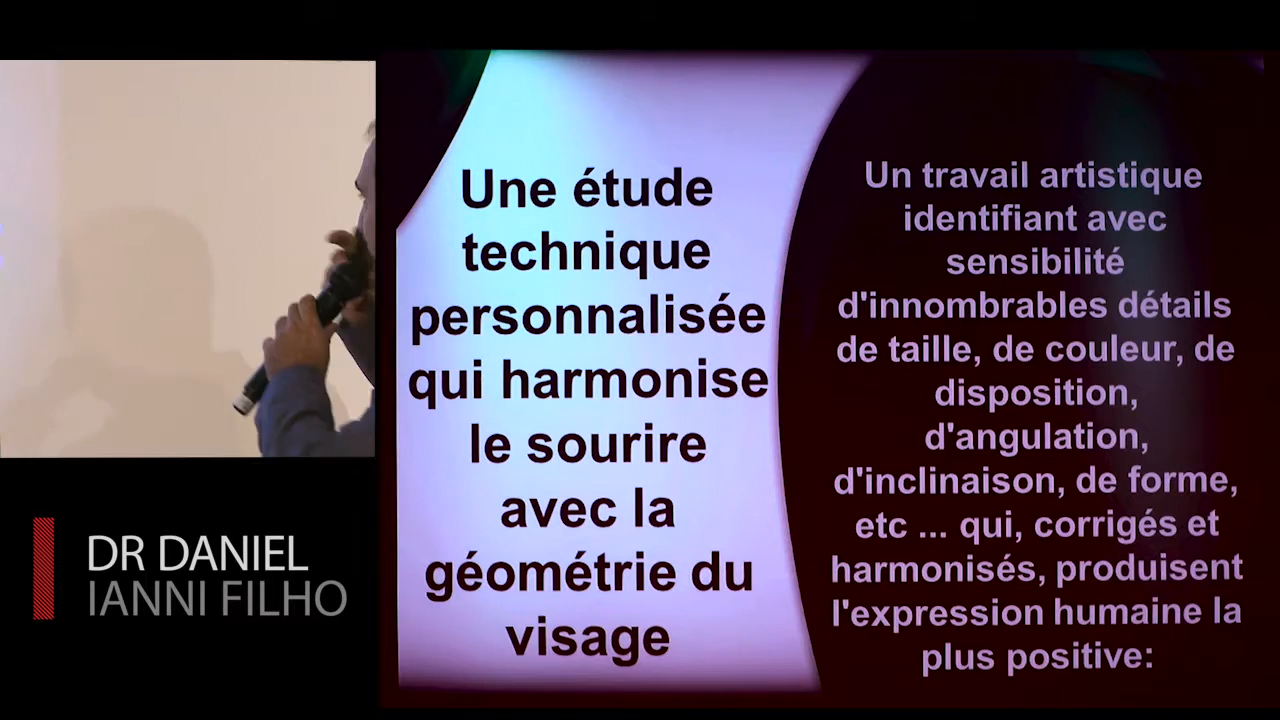 Une étude
technique
personnalisée
qui harmonise
le sourire
avec la
géométrie du
visage
Un travail artistique
identifiant avec
sensibilité
d'innombrables détails
de taille, de couleur, de
disposition,
d'angulation,
d'inclinaison, de forme,
etc ... qui, corrigés et
harmonisés, produisent
l'expression humaine la
plus positive:
DR DANIEL
IANNI FILHO